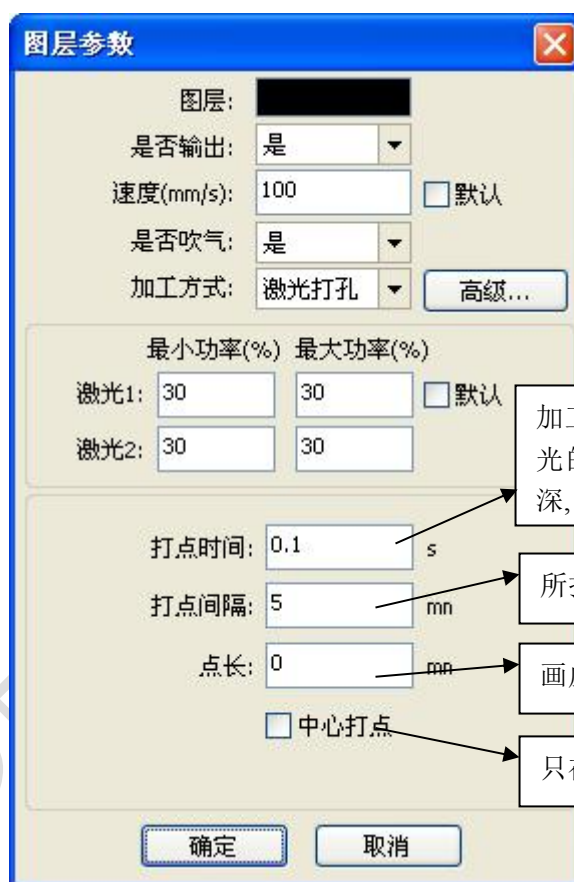 图层参数
图层:
是否输出: 是
速度(mm/s): 100 默认
是否吹气: 是
加工方式: 激光打孔 高级...
最小功率(%) 最大功率(%)
激光1: 30 30 默认
激光2: 30 30
加工
光的
深,
打点时间: 0.1 s
打点间隔: 5 mn
所打
点长: 0 mn
画
中心打点
只在
确定 取消